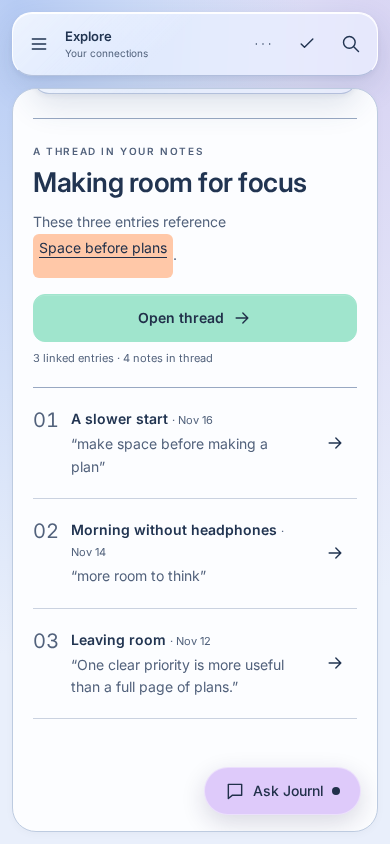 Explore
Your connections
...
A THREAD IN YOUR NOTES
Making room for focus
These three entries reference
Space before plans.
Open thread →
3 linked entries · 4 notes in thread
01 A slower start · Nov 16
“make space before making a
plan”
→
02 Morning without headphones ·
Nov 14
“more room to think”
→
03 Leaving room · Nov 12
“One clear priority is more useful
than a full page of plans.”
→
Ask Journl